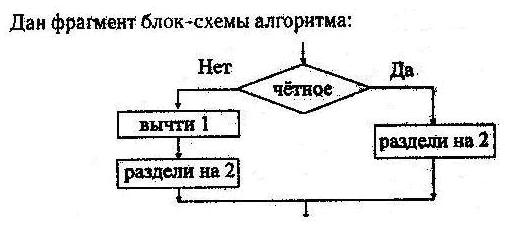 Дан фрагмент блок-схемы алгоритма:
Нет
Да
чётное
вычти 1
раздели на 2
раздели на 2